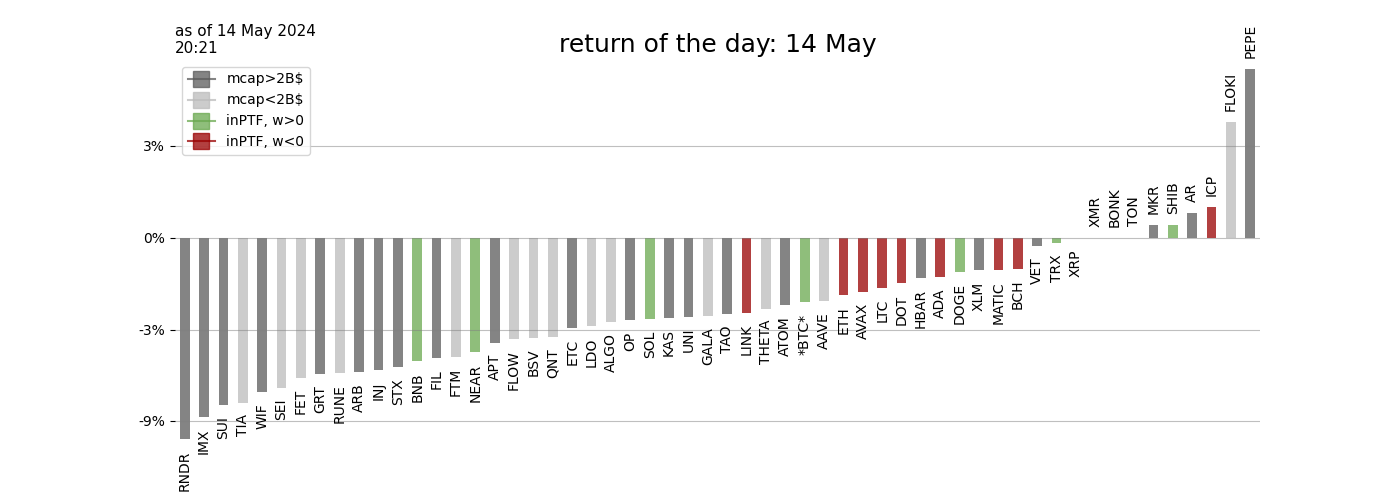 as of 14 May 2024
20:21
return of the day: 14 May
mcap>2B$
mcap<2B$
inPTF, w>0
inPTF, w<0
3%
0%
-3%
-9%
RNDR
IMX
SUI
TIA
WIF
SEI
FET
GRT
RUNE
ARB
INJ
STX
BNB
FIL
FTM
NEAR
APT
FLOW
BSV
QNT
ETC
LDO
ALGO
OP
SOL
KAS
UNI
GALA
TAO
LINK
THETA
ATOM
*BTC*
AAVE
ETH
AVAX
LTC
DOT
HBAR
ADA
DOGE
XLM
MATIC
BCH
VET
TRX
XRP
XMR
BONK
TON
MKR
SHIB
AR
ICP
FLOKI
PEPE